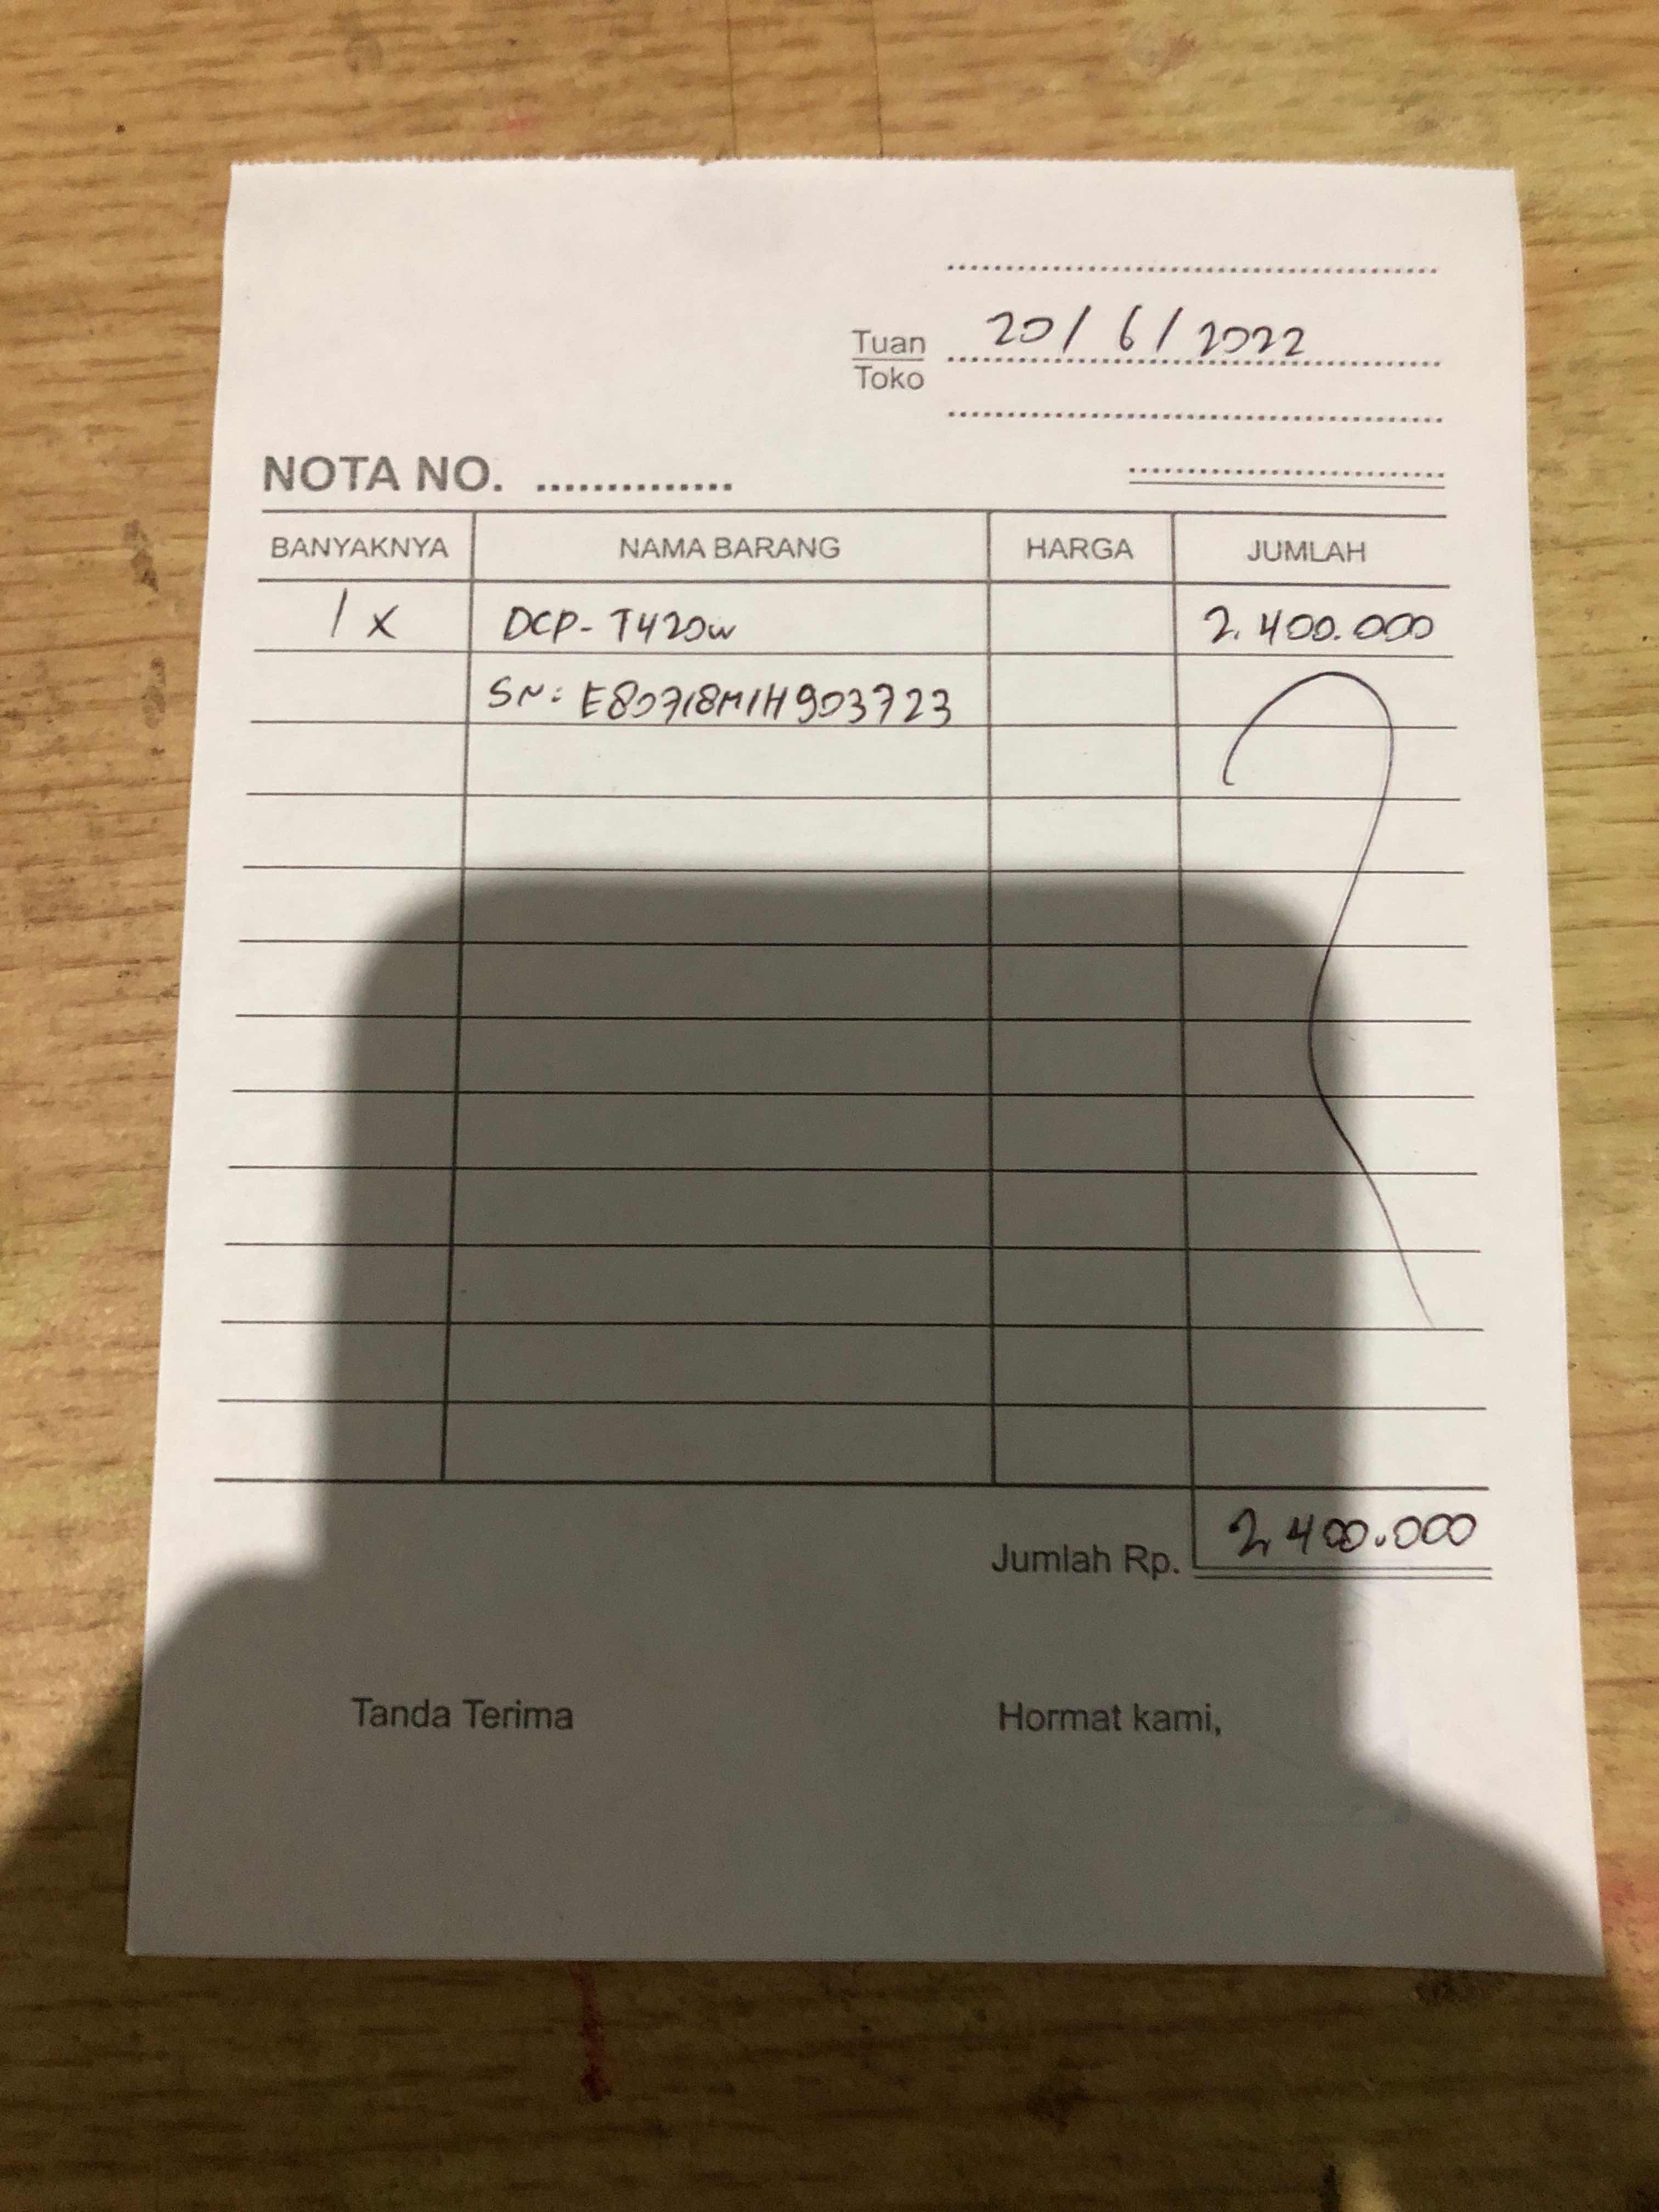 20/6/2022
Tuan
Toko
NOTA NO. ..............
BANYAKNYA NAMA BARANG HARGA JUMLAH
1 x DCP-T420w 2.400.000
SN: E80718M1H903723
Jumlah Rp. 2.400.000
Tanda Terima Hormat kami,